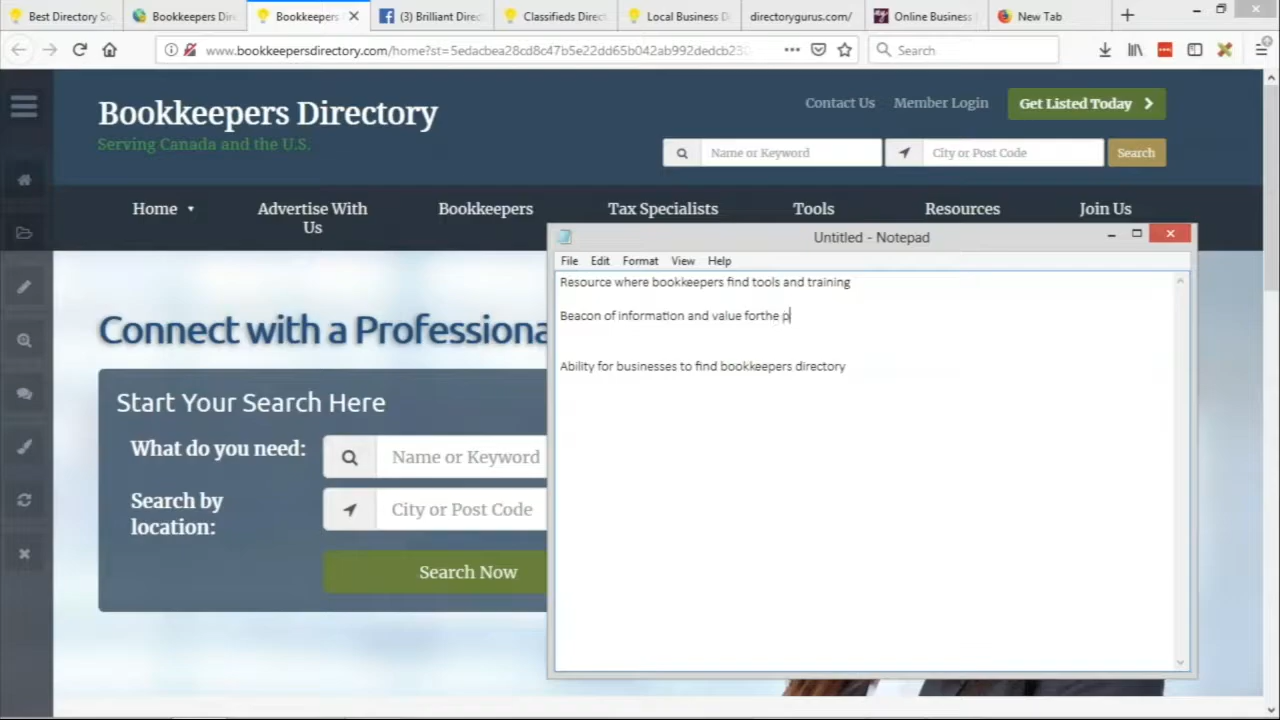 Best Directory So
Bookkeepers Dire
Bookkeepers
(3) Brilliant Direc
Classifieds Direct
Local Business D
directorygurus.com/
Online Business
New Tab
www.bookkeepersdirectory.com/home?st=5edacbea28cd8c47b5e22dd65b042ab992dedcb230
Search
Bookkeepers Directory
Serving Canada and the U.S.
Contact Us
Member Login
Get Listed Today
Name or Keyword
City or Post Code
Search
Home
Advertise With
Us
Bookkeepers
Tax Specialists
Tools
Resources
Join Us
Connect with a Professiona
Start Your Search Here
What do you need:
Name or Keyword
Search by
location:
City or Post Code
Search Now
Untitled - Notepad
File Edit Format View Help
Resource where bookkeepers find tools and training
Beacon of information and value forthe p
Ability for businesses to find bookkeepers directory